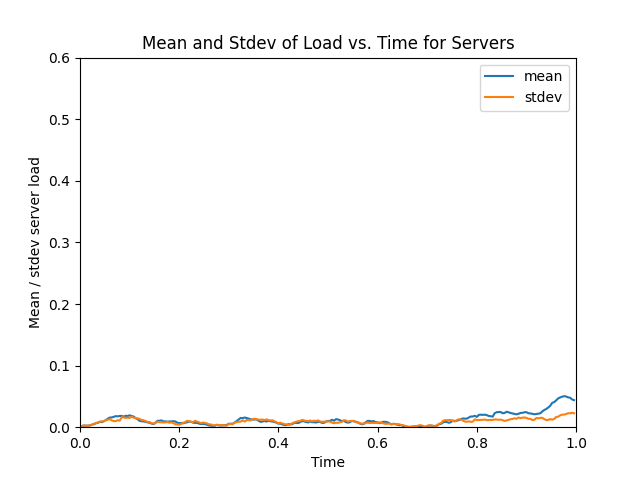 Mean and Stdev of Load vs. Time for Servers
mean
stdev
Mean / stdev server load
0.6
0.5
0.4
0.3
0.2
0.1
0.0
0.0 0.2 0.4 0.6 0.8 1.0
Time